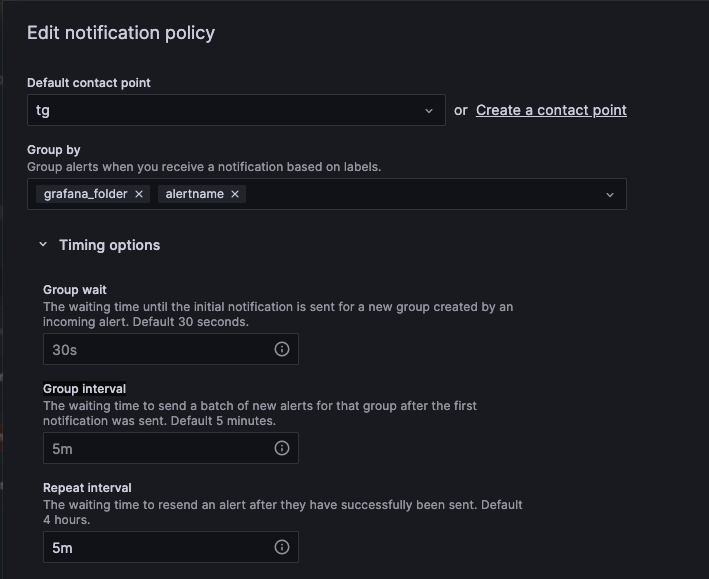 Edit notification policy
Default contact point
tg
or Create a contact point
Group by
Group alerts when you receive a notification based on labels.
grafana_folder × alertname ×
Timing options
Group wait
The waiting time until the initial notification is sent for a new group created by an
incoming alert. Default 30 seconds.
30s
Group interval
The waiting time to send a batch of new alerts for that group after the first
notification was sent. Default 5 minutes.
5m
Repeat interval
The waiting time to resend an alert after they have successfully been sent. Default
4 hours.
5m